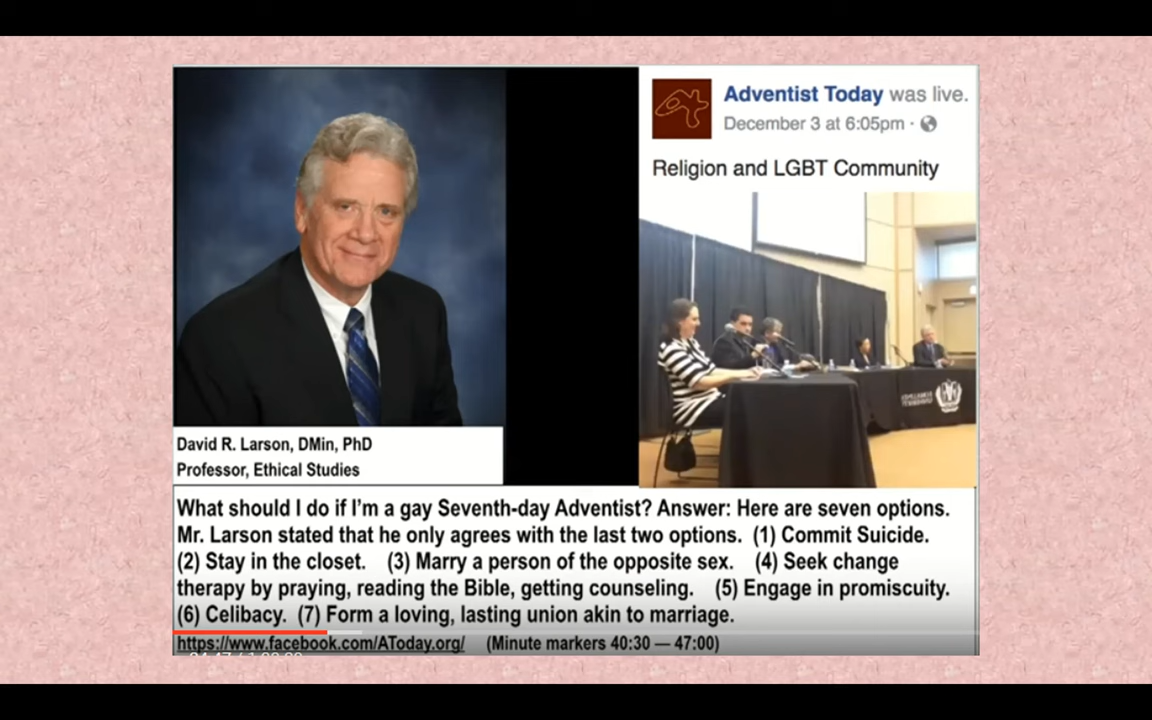 Adventist Today was live.
December 3 at 6:05pm ·
Religion and LGBT Community
David R. Larson, DMin, PhD
Professor, Ethical Studies
What should I do if I'm a gay Seventh-day Adventist? Answer: Here are seven options.
Mr. Larson stated that he only agrees with the last two options. (1) Commit Suicide.
(2) Stay in the closet. (3) Marry a person of the opposite sex. (4) Seek change
therapy by praying, reading the Bible, getting counseling. (5) Engage in promiscuity.
(6) Celibacy. (7) Form a loving, lasting union akin to marriage.
https://www.facebook.com/AToday.org/ (Minute markers 40:30 — 47:00)